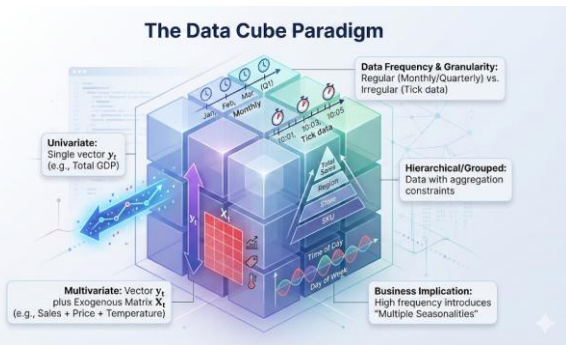 The Data Cube Paradigm
Data Frequency & Granularity:
Regular (Monthly/Quarterly) vs.
Irregular (Tick data)
Jan, Feb, Mar (Q1)
Monthly
10:01, 10:03, 10:05
Tick data
Univariate:
Single vector yₜ
(e.g., Total GDP)
Total
Sales
Region
Store
SKU
Hierarchical/Grouped:
Data with aggregation
constraints
yₜ
Xₜ
Time of Day
Day of Week
Multivariate: Vector yₜ
plus Exogenous Matrix Xₜ
(e.g., Sales + Price + Temperature)
Business Implication:
High frequency introduces
"Multiple Seasonalities"